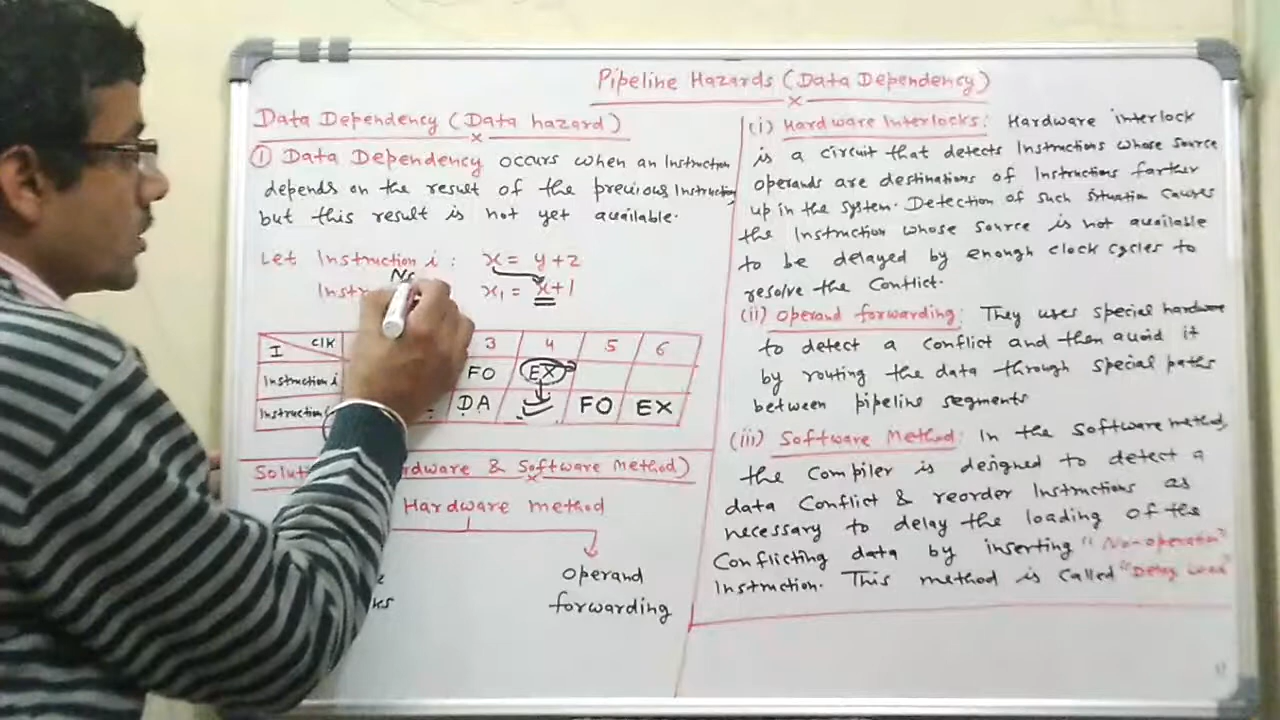 Pipeline Hazards (Data Dependency)
Data Dependency (Data hazard)
① Data Dependency occurs when an Instruction
depends on the result of the previous Instruction
but this result is not yet available.
Let Instruction i : x = y+2
No
Instr x₁ = x+1
I CLK 3 4 5 6
Instruction i FO EX
Instruction DA FO EX
Solut rdware & Software Method)
Hardware method
Operand
forwarding
(i) Hardware Interlocks: Hardware interlock
is a circuit that detects Instructions whose source
operands are destinations of Instructions farther
up in the system. Detection of such situation causes
the Instruction whose source is not available
to be delayed by enough clock cycles to
resolve the Conflict.
(ii) Operand forwarding: They uses special hardware
to detect a conflict and then avoid it
by routing the data through special paths
between pipeline segments
(iii) Software Method: In the Software method,
the Compiler is designed to detect a
data Conflict & reorder Instructions as
necessary to delay the loading of the
Conflicting data by inserting "No-operation"
Instruction. This method is called "Delay Load"